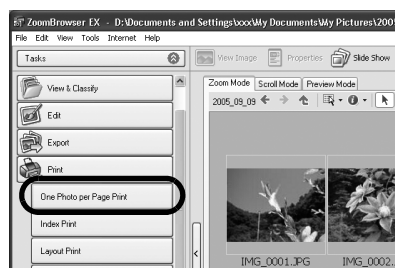 ZoomBrowser EX - D:\Documents and Settings\xxx\My Documents\My Pictures\200
File Edit View Tools Internet Help
Tasks
View Image Properties Slide Show
Zoom Mode Scroll Mode Preview Mode
2005_09_09
View & Classify
Edit
Export
Print
One Photo per Page Print
Index Print
Layout Print
IMG_0001.JPG IMG_0002.